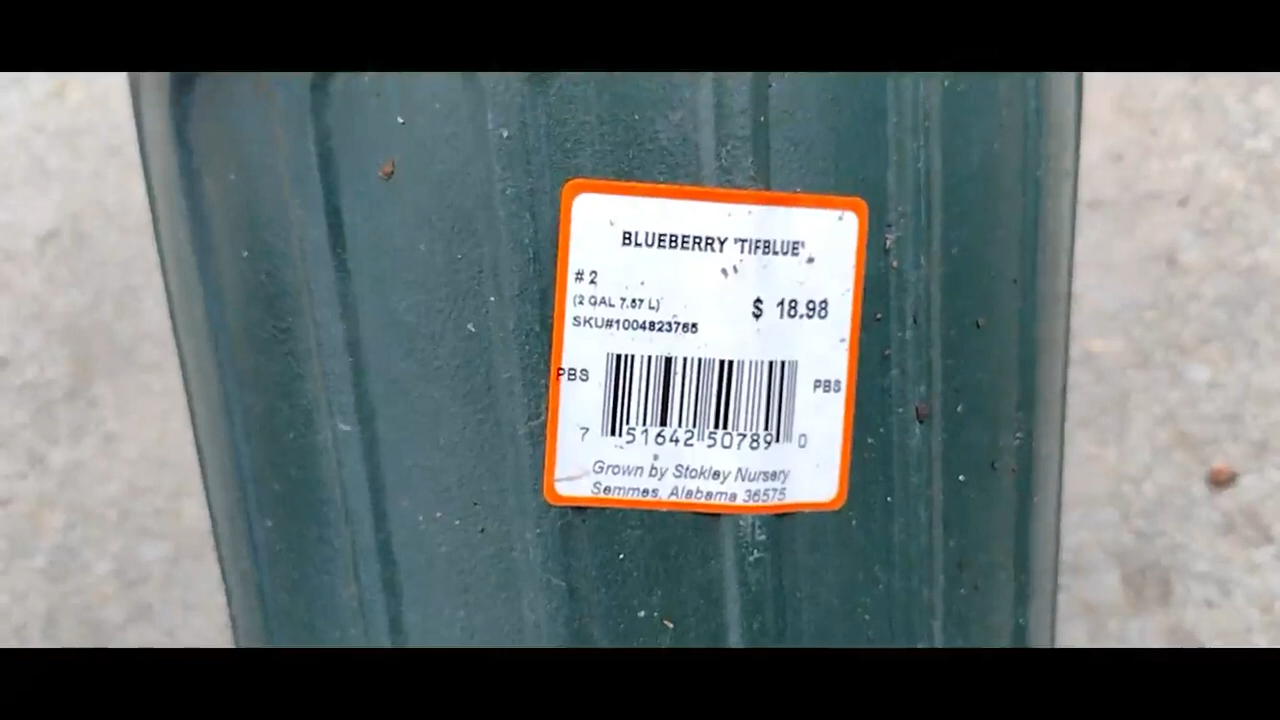 BLUEBERRY 'TIFBLUE'
#2
(2 GAL 7.57 L)
$ 18.98
SKU#1004823765
PBS
PBS
7 51642 50789 0
Grown by Stokley Nursery
Semmes, Alabama 36575